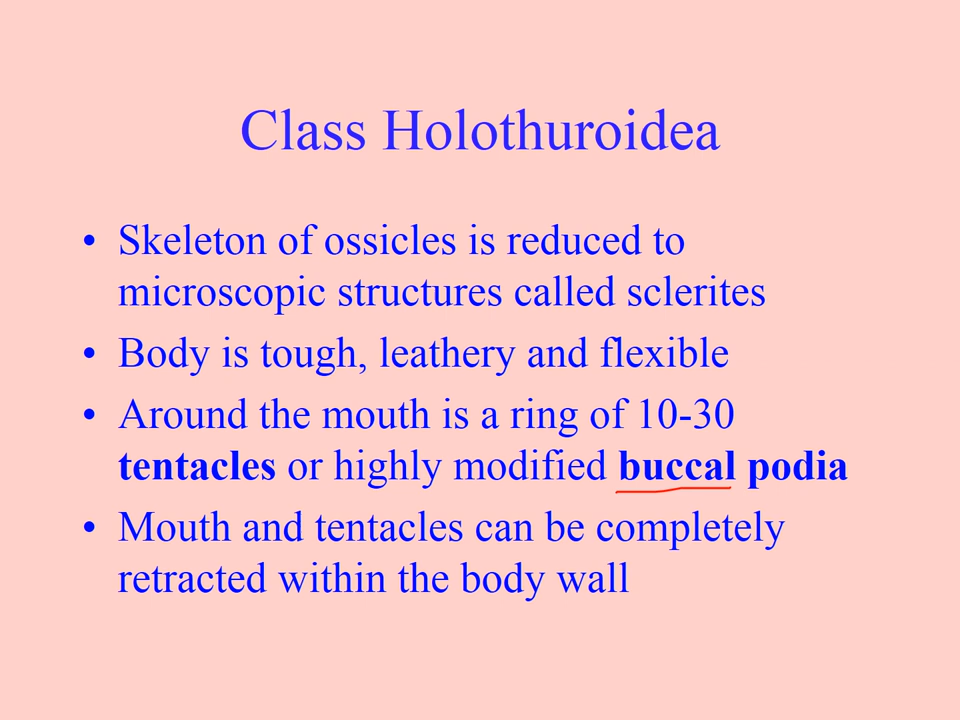 Class Holothuroidea
• Skeleton of ossicles is reduced to
microscopic structures called sclerites
• Body is tough, leathery and flexible
• Around the mouth is a ring of 10-30
tentacles or highly modified buccal podia
• Mouth and tentacles can be completely
retracted within the body wall